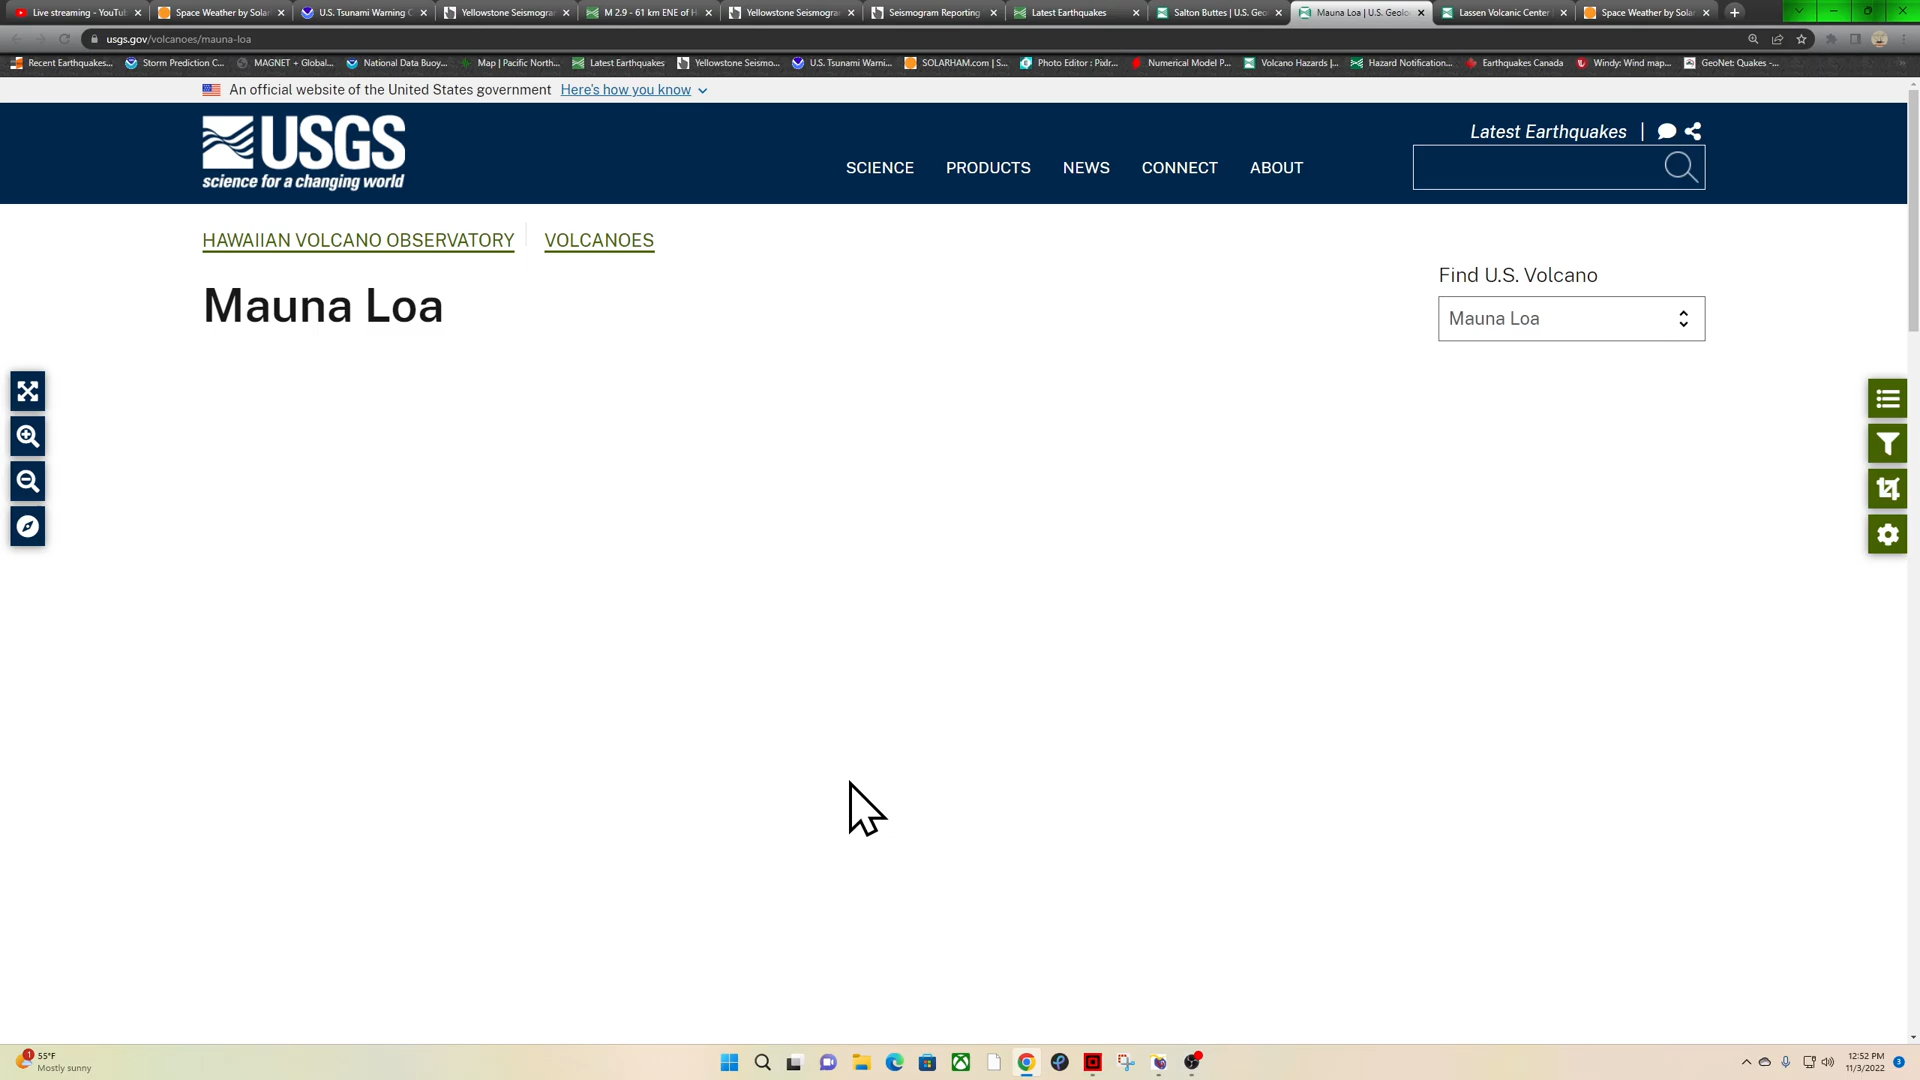 Live streaming - YouTub
Space Weather by Solar
U.S. Tsunami Warning C
Yellowstone Seismogra
M 2.9 - 61 km ENE of H
Yellowstone Seismogra
Seismogram Reporting
Latest Earthquakes
Salton Buttes | U.S. Geo
Mauna Loa | U.S. Geolo
Lassen Volcanic Center
Space Weather by Solar
usgs.gov/volcanoes/mauna-loa
Recent Earthquakes...
Storm Prediction C...
MAGNET + Global...
National Data Buoy...
Map | Pacific North...
Latest Earthquakes
Yellowstone Seismo...
U.S. Tsunami Warni...
SOLARHAM.com | S...
Photo Editor : Pixlr...
Numerical Model P...
Volcano Hazards |...
Hazard Notification...
Earthquakes Canada
Windy: Wind map...
GeoNet: Quakes -...
An official website of the United States government Here's how you know
USGS
science for a changing world
SCIENCE PRODUCTS NEWS CONNECT ABOUT
Latest Earthquakes
HAWAIIAN VOLCANO OBSERVATORY VOLCANOES
Mauna Loa
Find U.S. Volcano
Mauna Loa
1
55°F
Mostly sunny
12:52 PM
11/3/2022
3